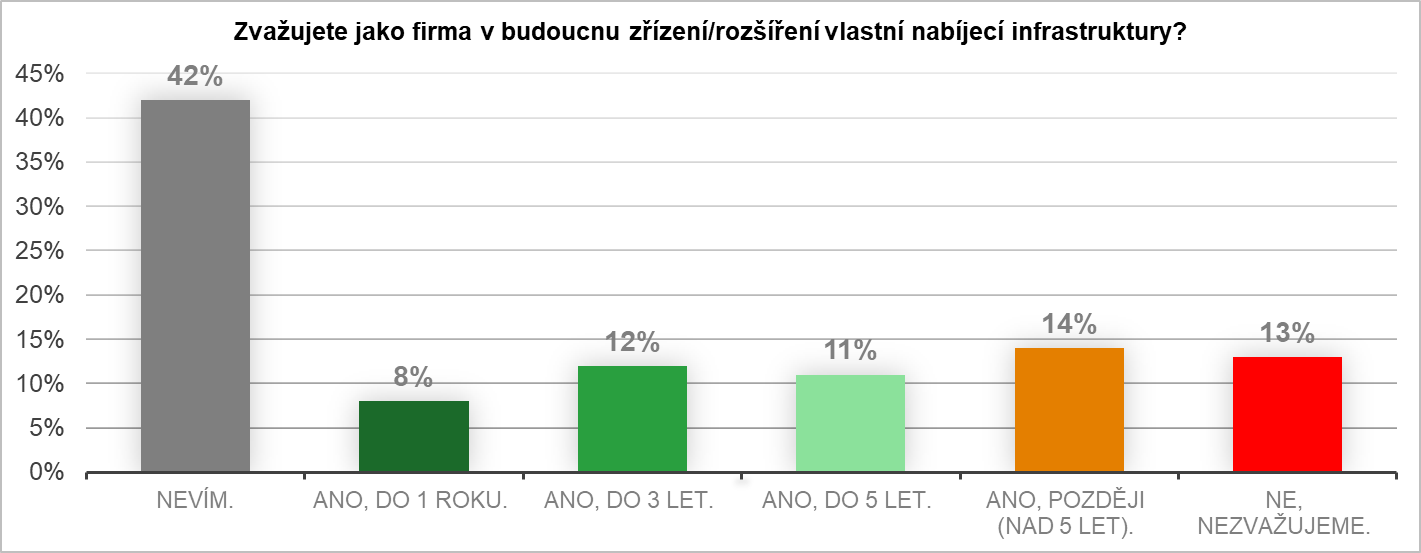 Zvažujete jako firma v budoucnu zřízení/rozšíření vlastní nabíjecí infrastruktury?
45%
40%
35%
30%
25%
20%
15%
10%
5%
0%
42%
8%
12%
11%
14%
13%
NEVÍM.
ANO, DO 1 ROKU.
ANO, DO 3 LET.
ANO, DO 5 LET.
ANO, POZDĚJI
(NAD 5 LET).
NE,
NEZVAŽUJEME.